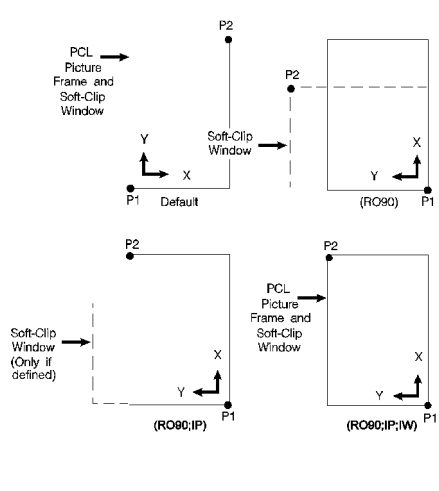 P2
PCL
Picture
Frame and
Soft-Clip
Window
Y
X
P1
Default
P2
Soft-Clip
Window
X
Y
P1
(RO90)
P2
Soft-Clip
Window
(Only if
defined)
X
Y
P1
(RO90;IP)
P2
PCL
Picture
Frame and
Soft-Clip
Window
X
Y
P1
(RO90;IP;IW)